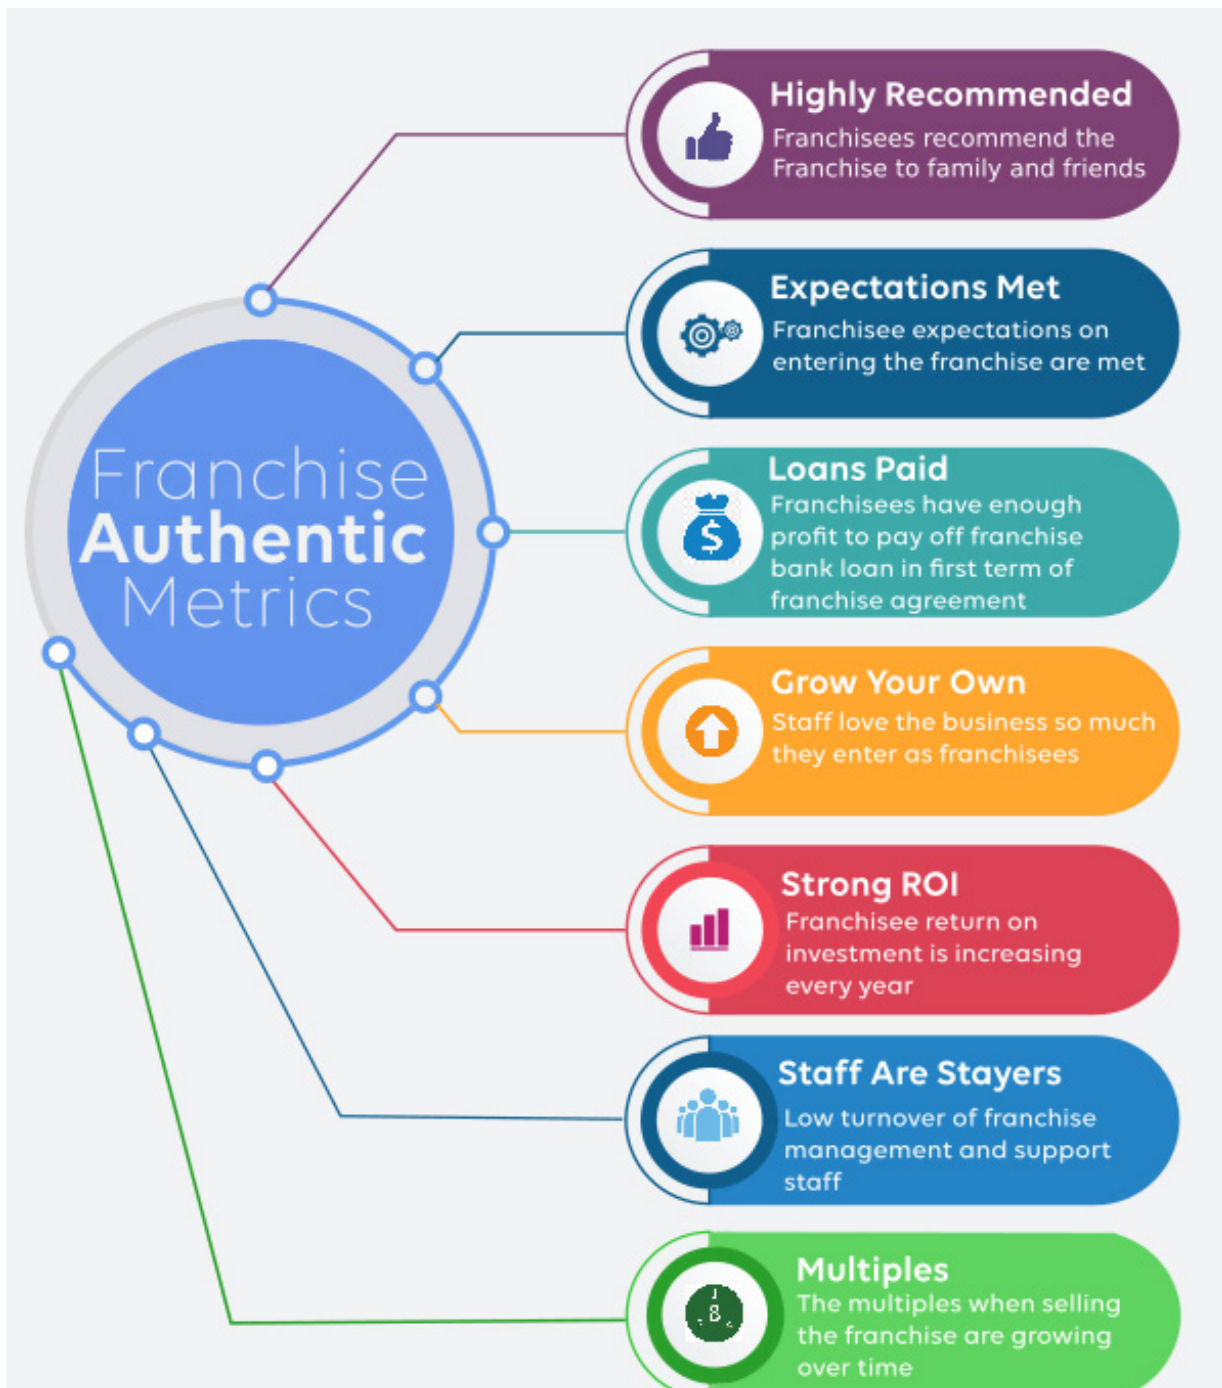 Highly Recommended
Franchisees recommend the
Franchise to family and friends
Expectations Met
Franchisee expectations on
entering the franchise are met
Franchise
Authentic
Metrics
Loans Paid
Franchisees have enough
profit to pay off franchise
bank loan in first term of
franchise agreement
$
Grow Your Own
Staff love the business so much
they enter as franchisees
Strong ROI
Franchisee return on
investment is increasing
every year
Staff Are Stayers
Low turnover of franchise
management and support
staff
Multiples
The multiples when selling
the franchise are growing
over time
8